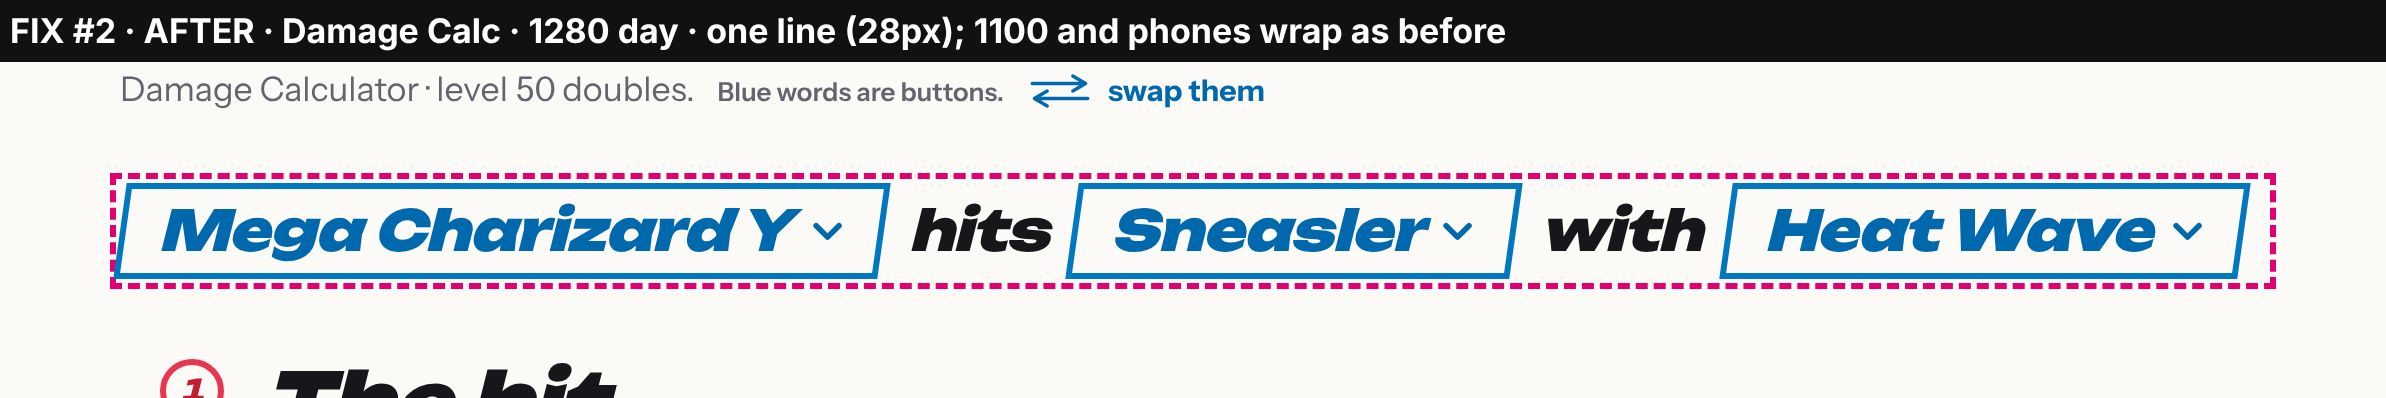 FIX #2 · AFTER · Damage Calc · 1280 day · one line (28px); 1100 and phones wrap as before
Damage Calculator · level 50 doubles. Blue words are buttons. swap them
Mega Charizard Y hits Sneasler with Heat Wave
1 The hit